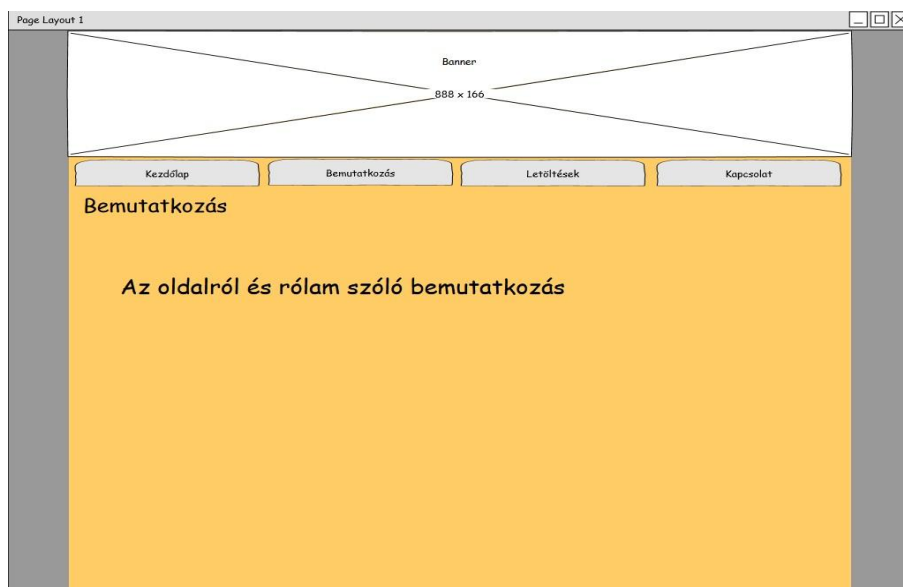 Page Layout 1
Banner
888 x 166
Kezdőlap
Bemutatkozás
Letöltések
Kapcsolat
Bemutatkozás
Az oldalról és rólam szóló bemutatkozás